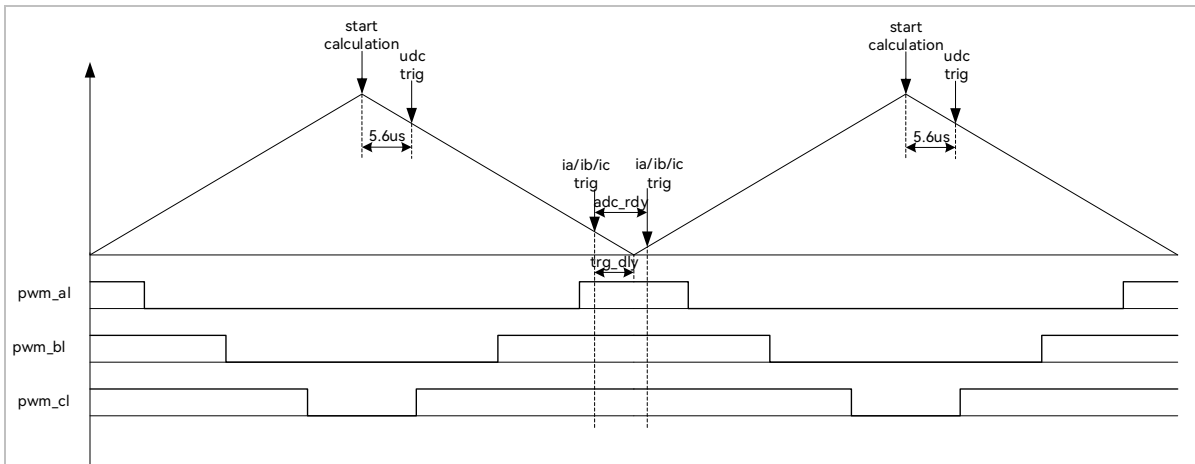 start
calculation
udc
trig
5.6us
ia/ib/ic
trig
adc_rdy
ia/ib/ic
trig
trg_dly
start
calculation
udc
trig
5.6us
pwm_al
pwm_bl
pwm_cl